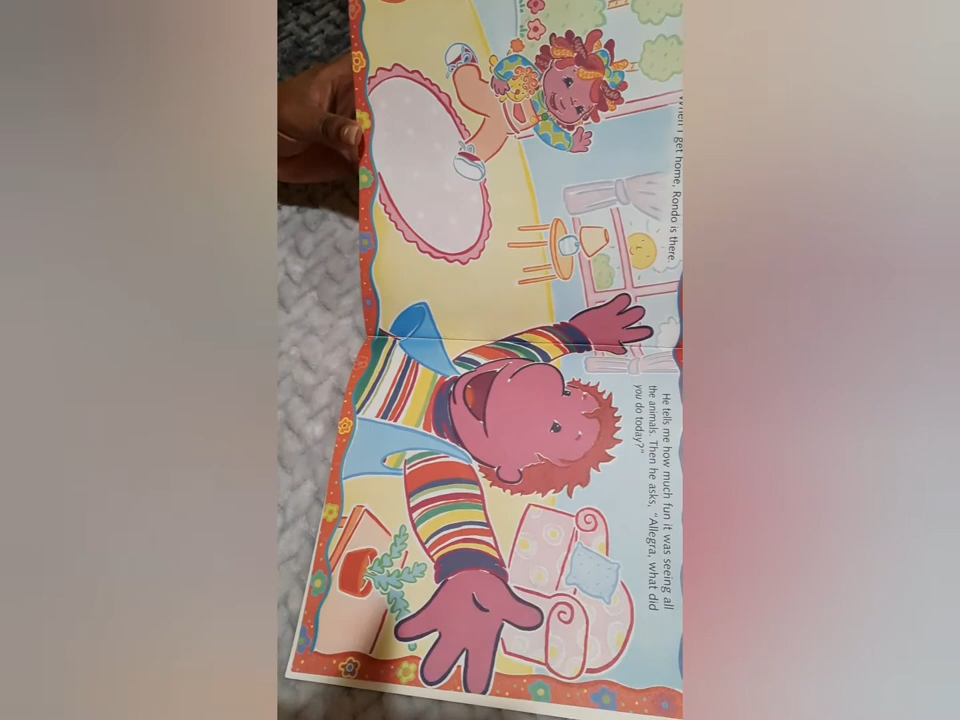 When I get home, Rondo is there.
He tells me how much fun it was seeing all
the animals. Then he asks, "Allegra, what did
you do today?"